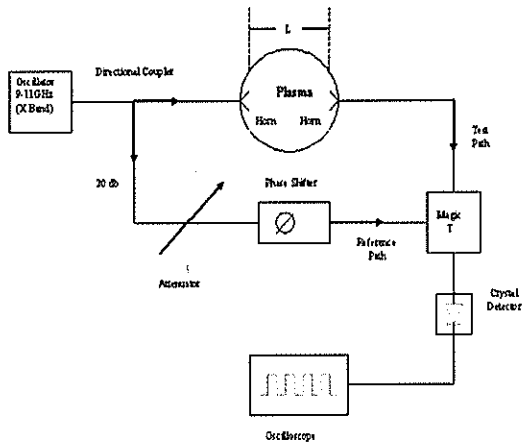 L
Oscillator
9-11GHz
(X Band)
Directional Coupler
Plasma
Horn Horn
Test
Path
20 db
Phase Shifter
Magic
T
Reference
Path
Attenuator
Crystal
Detector
Oscilloscope